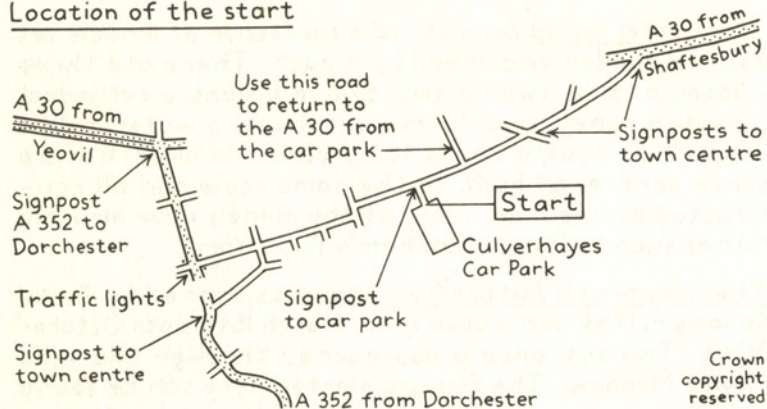 Location of the start
A 30 from
Shaftesbury
Use this road
to return to
the A 30 from
the car park
A 30 from
Yeovil
Signposts to
town centre
Signpost
A 352 to
Dorchester
Start
Culverhayes
Car Park
Traffic lights
Signpost
to car park
Signpost to
town centre
A 352 from Dorchester
Crown
copyright
reserved